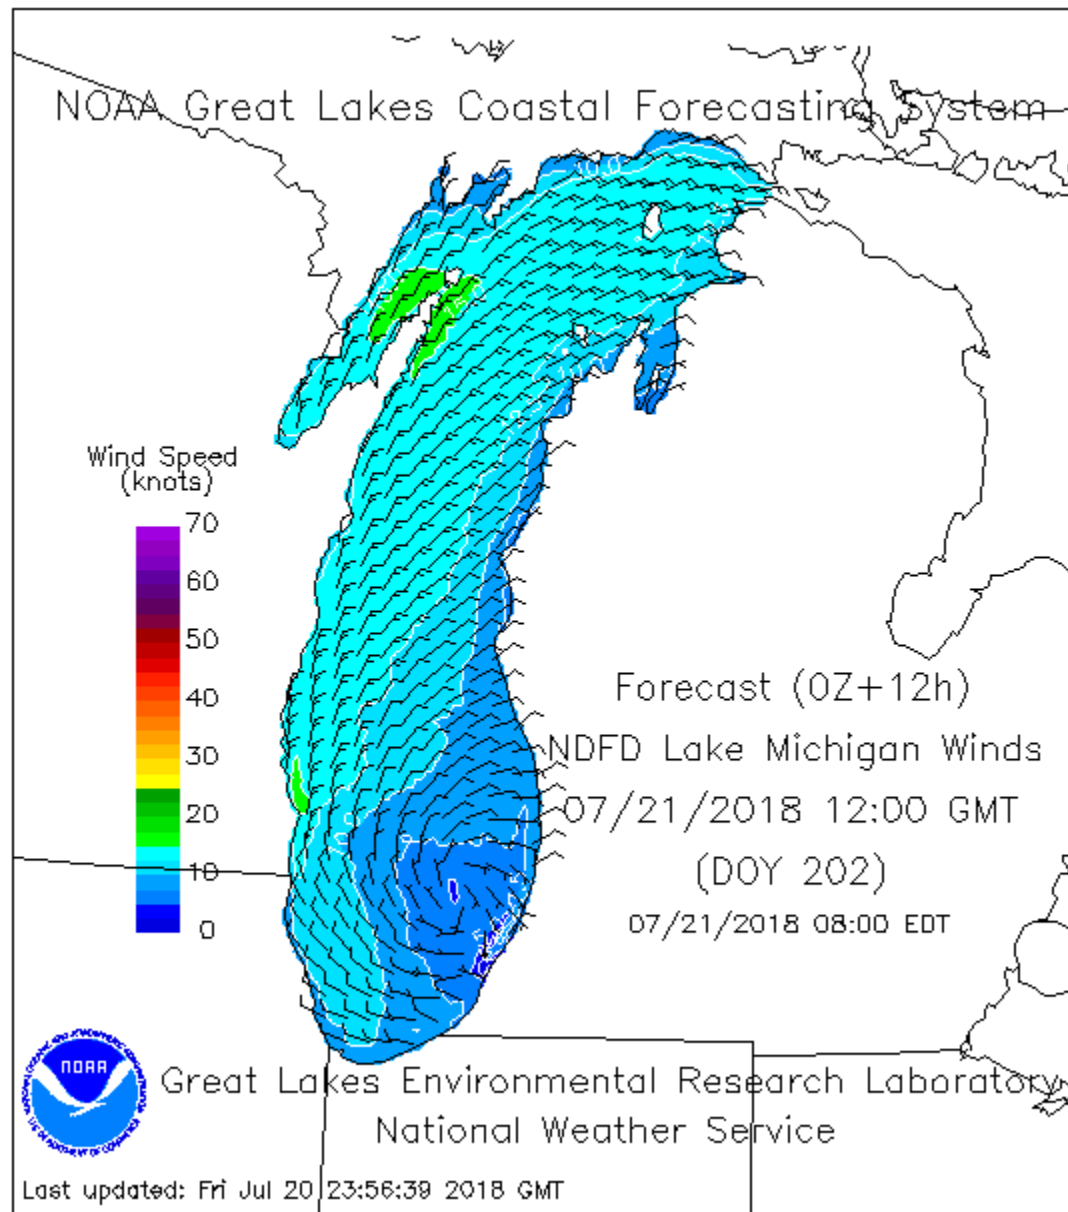 NOAA Great Lakes Coastal Forecasting System
Wind Speed
(knots)
70
60
50
40
30
20
10
0
Forecast (0Z+12h)
NDFD Lake Michigan Winds
07/21/2018 12:00 GMT
(DOY 202)
07/21/2018 08:00 EDT
NOAA
Great Lakes Environmental Research Laboratory
National Weather Service
Last updated: Fri Jul 20 23:56:39 2018 GMT